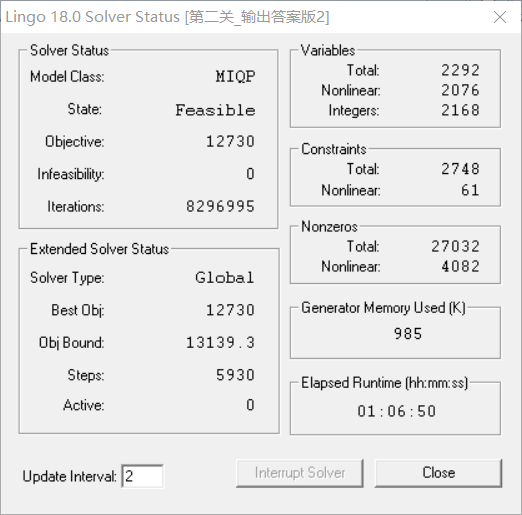 Lingo 18.0 Solver Status [第二关_输出答案版2]
Solver Status
Model Class: MIQP
State: Feasible
Objective: 12730
Infeasibility: 0
Iterations: 8296995
Extended Solver Status
Solver Type: Global
Best Obj: 12730
Obj Bound: 13139.3
Steps: 5930
Active: 0
Variables
Total: 2292
Nonlinear: 2076
Integers: 2168
Constraints
Total: 2748
Nonlinear: 61
Nonzeros
Total: 27032
Nonlinear: 4082
Generator Memory Used (K)
985
Elapsed Runtime (hh:mm:ss)
01:06:50
Update Interval: 2
Interrupt Solver
Close